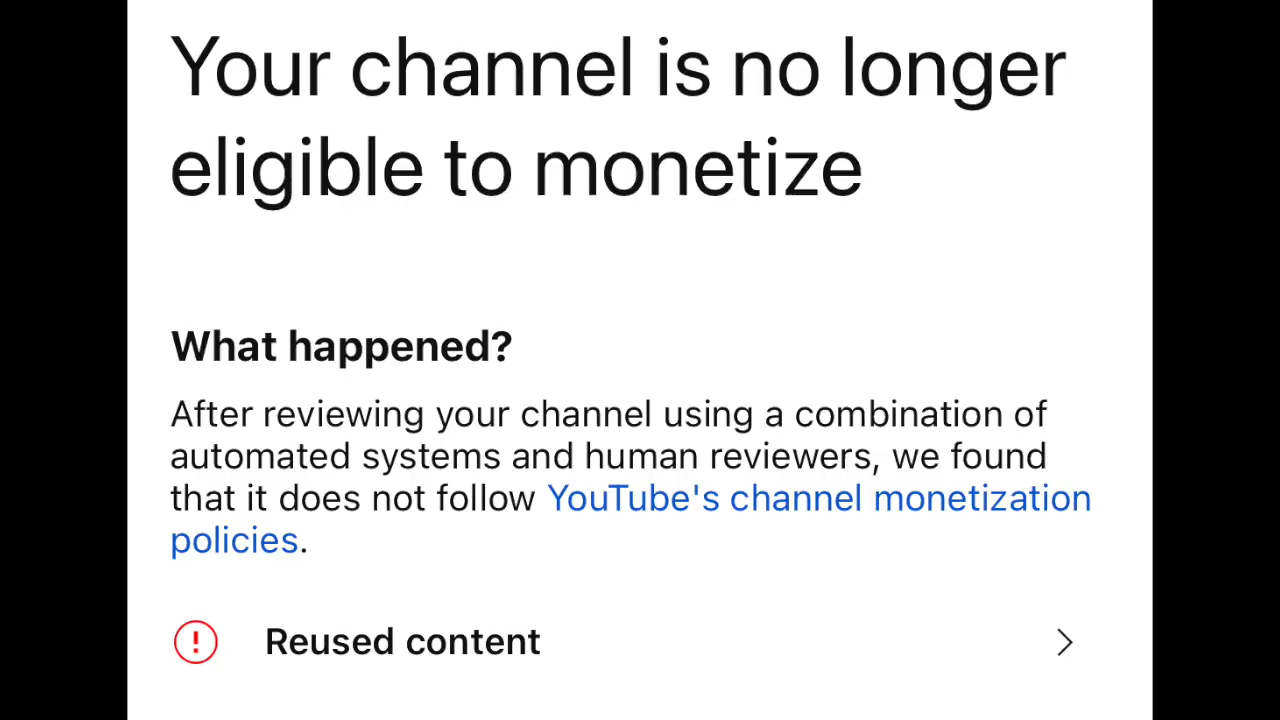 Your channel is no longer
eligible to monetize
What happened?
After reviewing your channel using a combination of
automated systems and human reviewers, we found
that it does not follow YouTube's channel monetization
policies.
Reused content